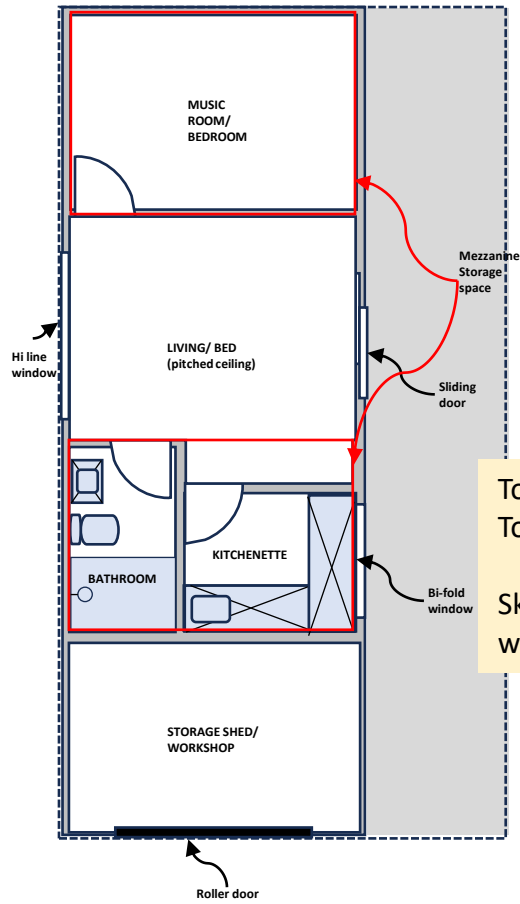 MUSIC
ROOM/
BEDROOM
Mezzanine
Storage
space
LIVING/ BED
(pitched ceiling)
Hi line
window
Sliding
door
KITCHENETTE
BATHROOM
Bi-fold
window
STORAGE SHED/
WORKSHOP
Roller door